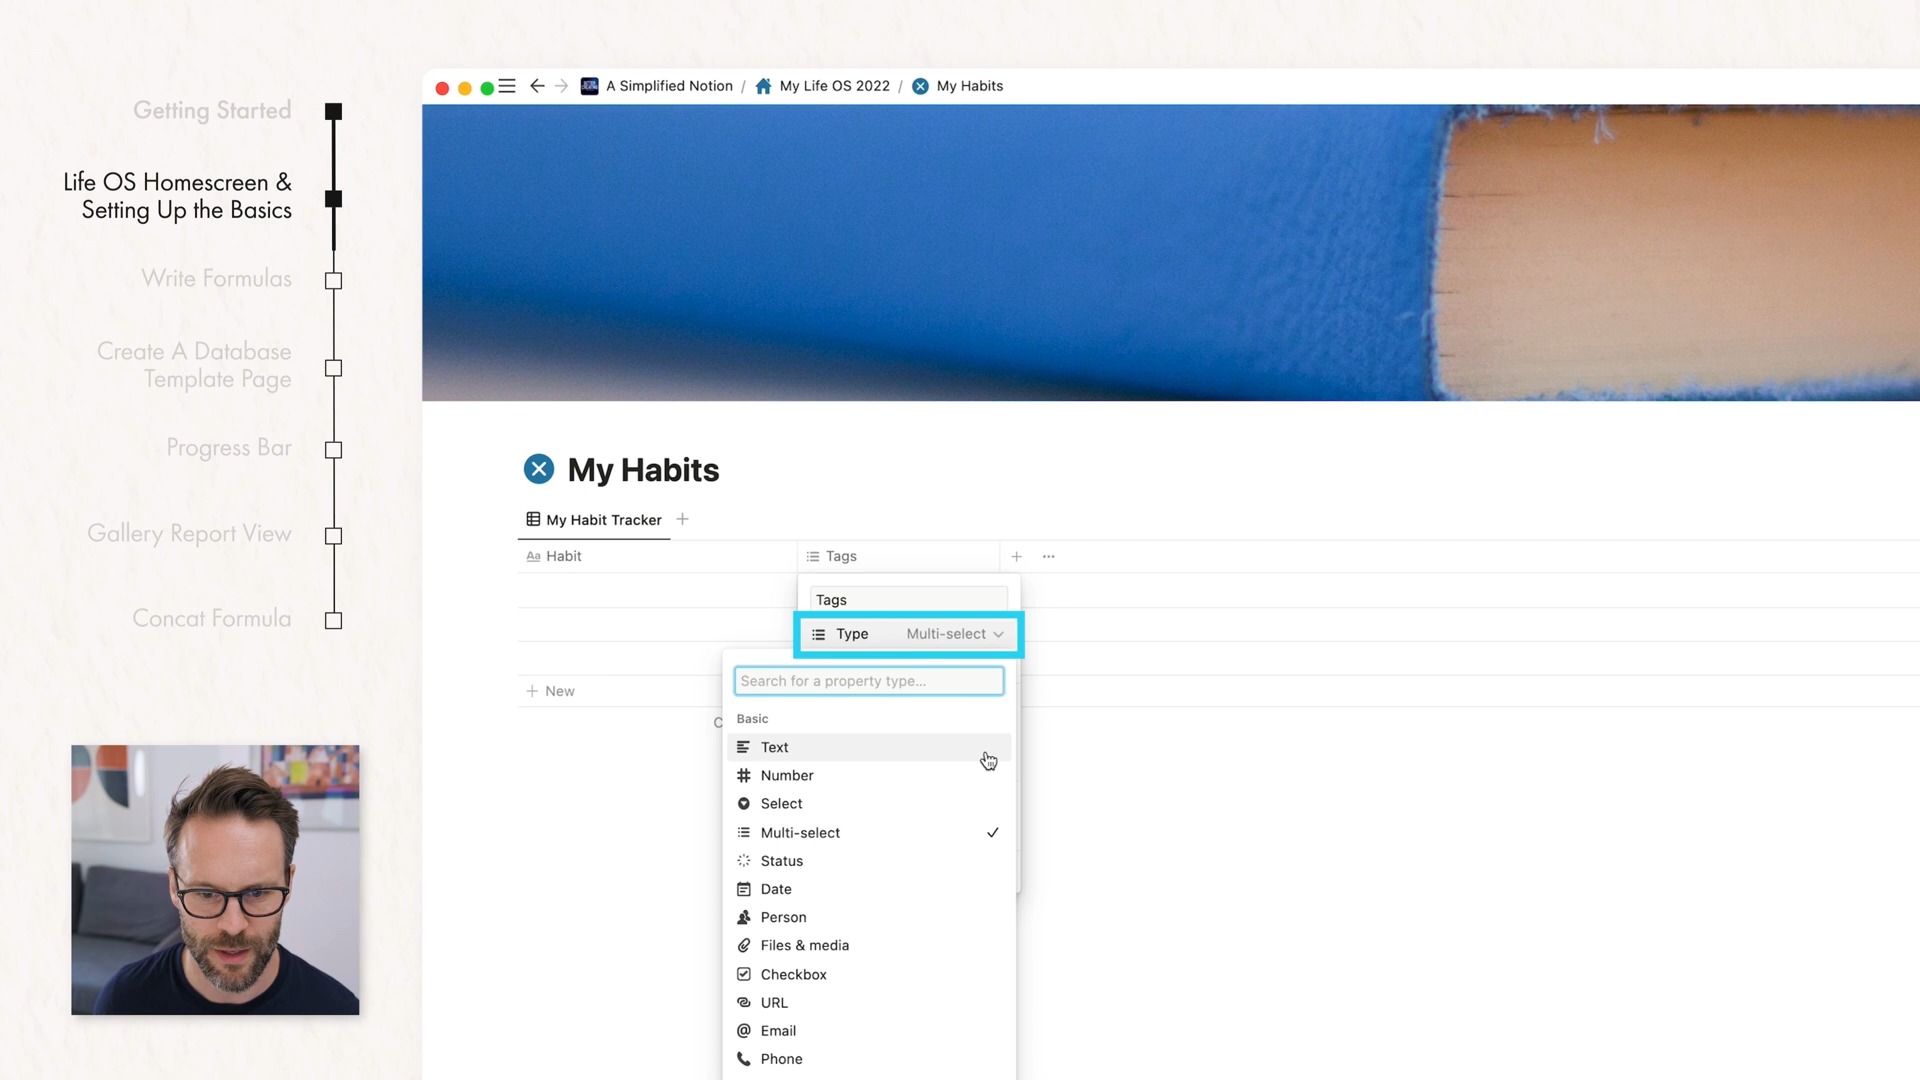 Getting Started
Life OS Homescreen &
Setting Up the Basics
Write Formulas
Create A Database
Template Page
Progress Bar
Gallery Report View
Concat Formula
A Simplified Notion / My Life OS 2022 / My Habits
My Habits
My Habit Tracker
Aa Habit
Tags
Tags
Type Multi-select
New
Search for a property type...
Basic
Text
Number
Select
Multi-select
Status
Date
Person
Files & media
Checkbox
URL
Email
Phone